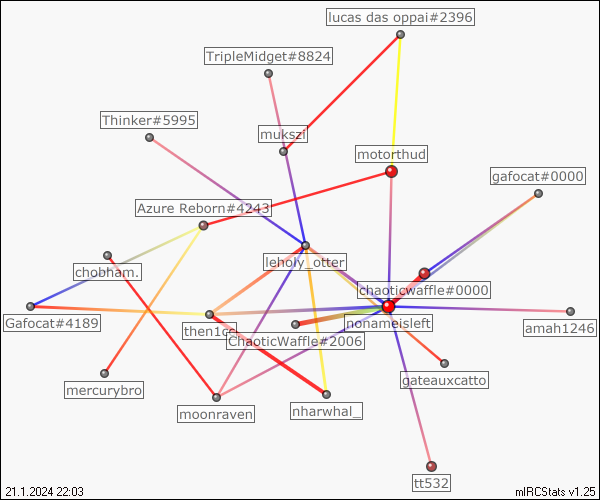 lucas das oppai#2396
TripleMidget#8824
Thinker#5995
mukszi
motorthud
gafocat#0000
Azure Reborn#4243
leholy_otter
chobham.
chaoticwaffle#0000
Gafocat#4189
then1ch
nonameisleft
amah1246
ChaoticWaffle#2006
mercurybro
gateauxcatto
moonraven
nharwhal_
tt532
21.1.2024 22:03
mIRCStats v1.25